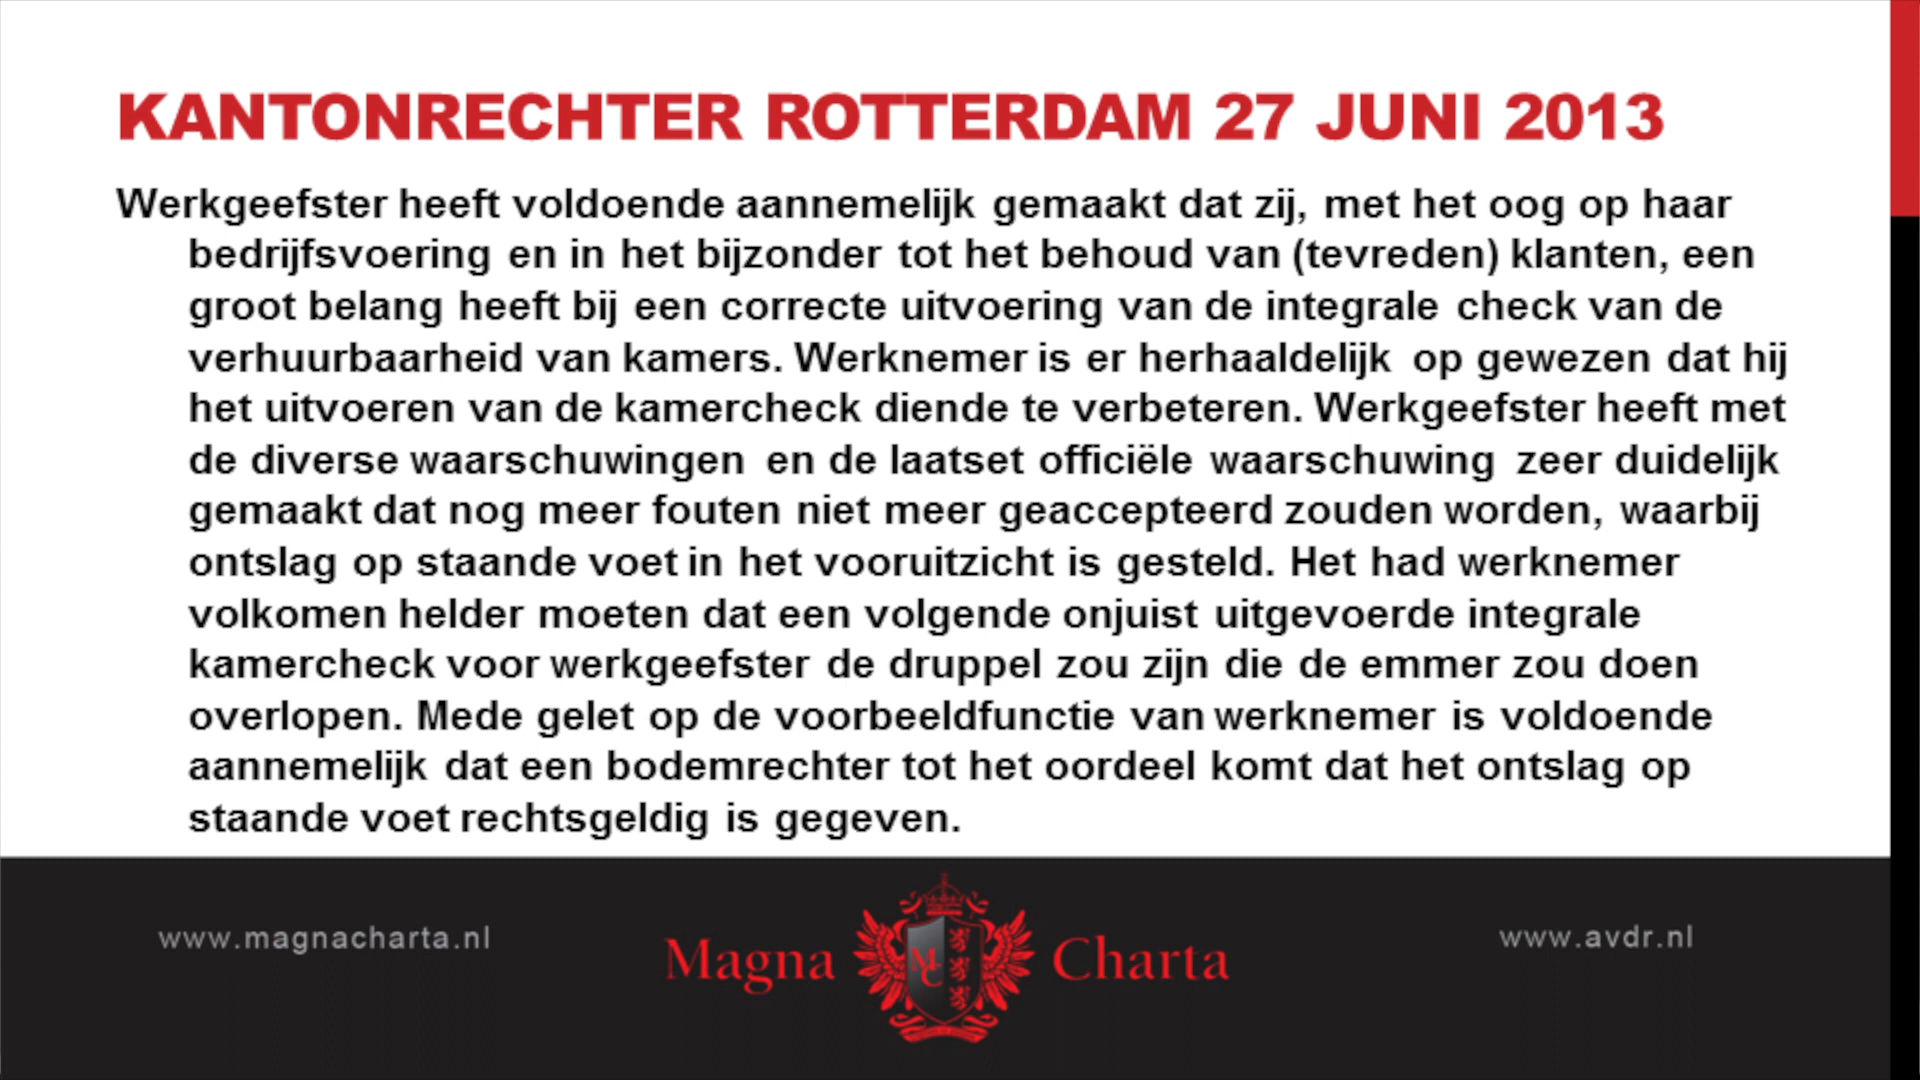 KANTONRECHTER ROTTERDAM 27 JUNI 2013
Werkgeefster heeft voldoende aannemelijk gemaakt dat zij, met het oog op haar
bedrijfsvoering en in het bijzonder tot het behoud van (tevreden) klanten, een
groot belang heeft bij een correcte uitvoering van de integrale check van de
verhuurbaarheid van kamers. Werknemer is er herhaaldelijk op gewezen dat hij
het uitvoeren van de kamercheck diende te verbeteren. Werkgeefster heeft met
de diverse waarschuwingen en de laatset officiële waarschuwing zeer duidelijk
gemaakt dat nog meer fouten niet meer geaccepteerd zouden worden, waarbij
ontslag op staande voet in het vooruitzicht is gesteld. Het had werknemer
volkomen helder moeten dat een volgende onjuist uitgevoerde integrale
kamercheck voor werkgeefster de druppel zou zijn die de emmer zou doen
overlopen. Mede gelet op de voorbeeldfunctie van werknemer is voldoende
aannemelijk dat een bodemrechter tot het oordeel komt dat het ontslag op
staande voet rechtsgeldig is gegeven.
www.magnacharta.nl
Magna MC Charta
www.avdr.nl